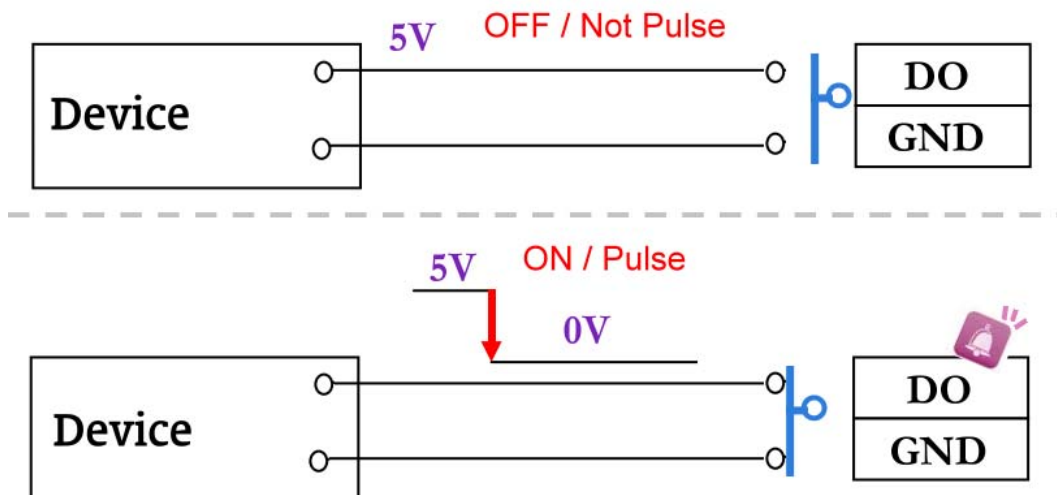 5V OFF / Not Pulse
Device
DO
GND
5V ON / Pulse
0V
Device
DO
GND